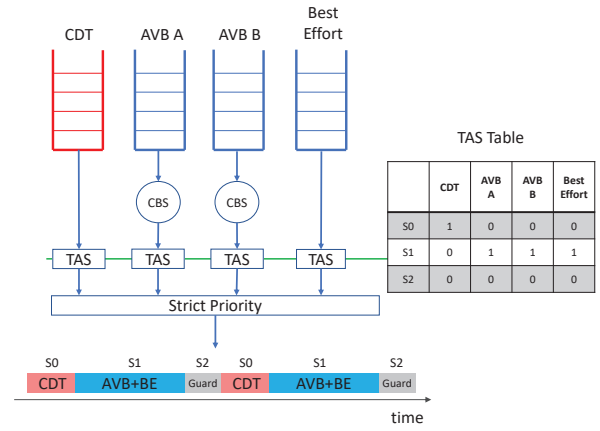 CDT AVB A AVB B Best
Effort
CBS CBS
TAS TAS TAS TAS
Strict Priority
TAS Table
CDT AVB A AVB B Best Effort
S0 1 0 0 0
S1 0 1 1 1
S2 0 0 0 0
S0 S1 S2 S0 S1 S2
CDT AVB+BE Guard CDT AVB+BE Guard
time